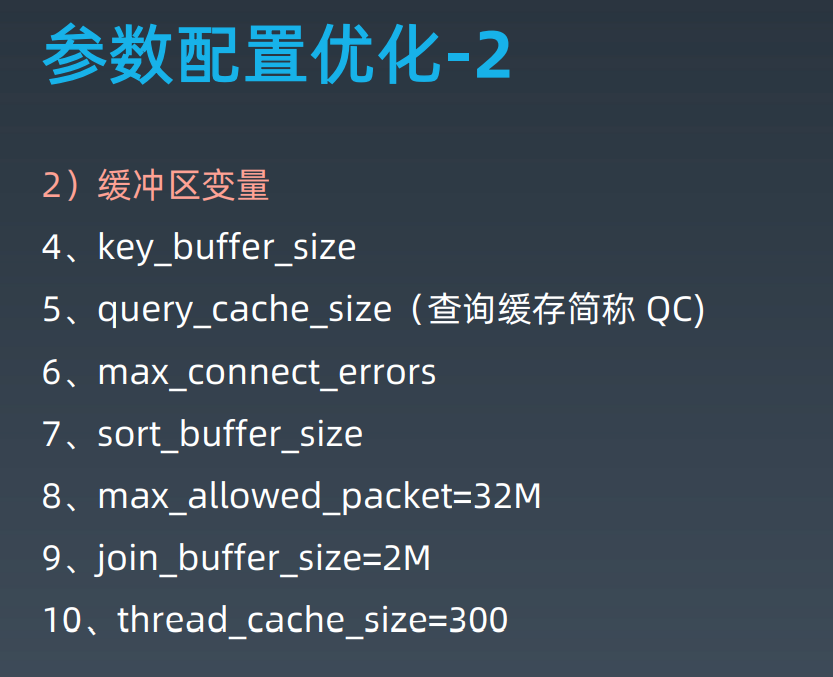 参数配置优化-2
2）缓冲区变量
4、key_buffer_size
5、query_cache_size（查询缓存简称 QC)
6、max_connect_errors
7、sort_buffer_size
8、max_allowed_packet=32M
9、join_buffer_size=2M
10、thread_cache_size=300